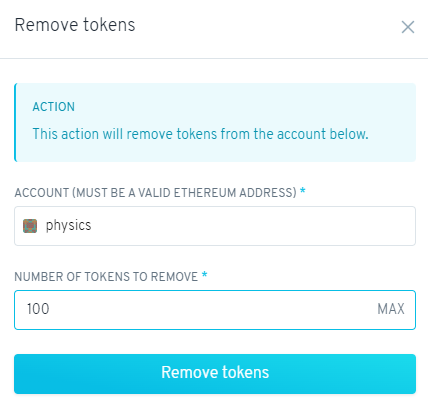 Remove tokens
ACTION
This action will remove tokens from the account below.
ACCOUNT (MUST BE A VALID ETHEREUM ADDRESS) *
physics
NUMBER OF TOKENS TO REMOVE *
100 MAX
Remove tokens